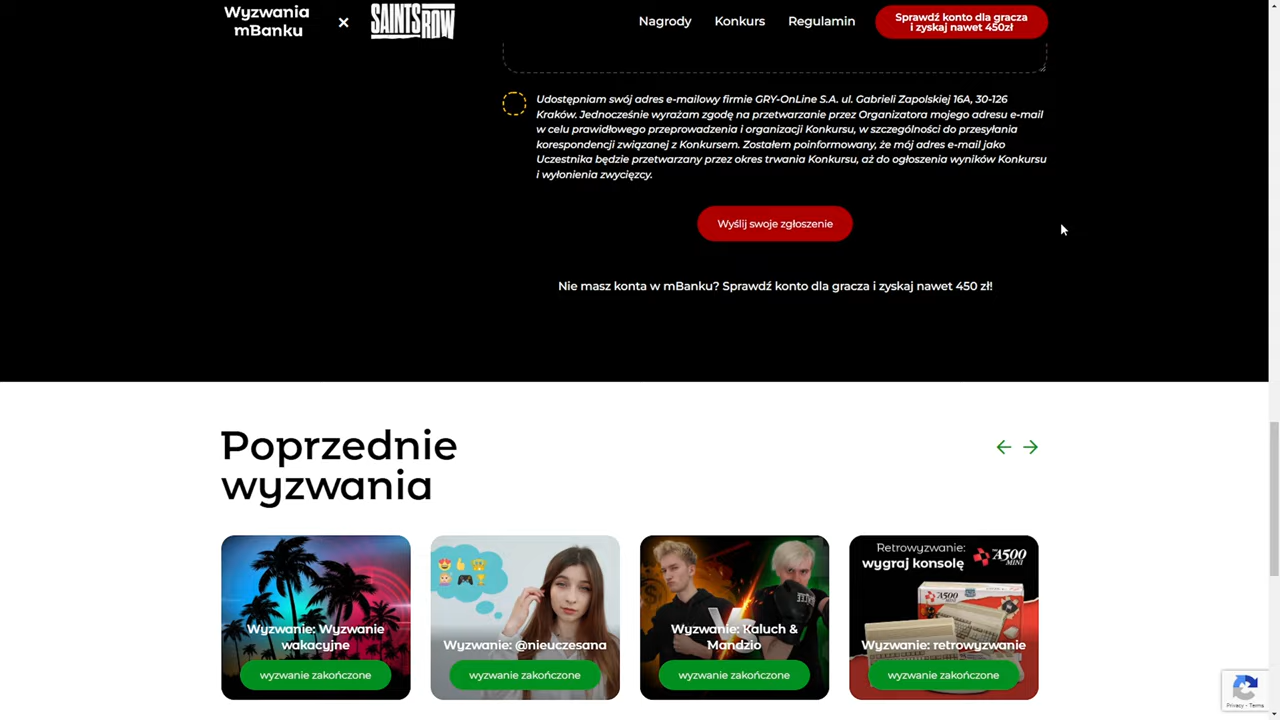 Wyzwania
mBanku
×
SAINTS ROW
Nagrody
Konkurs
Regulamin
Sprawdź konto dla gracza
i zyskaj nawet 450zł
Udostępniam swój adres e-mailowy firmie GRY-OnLine S.A. ul. Gabrieli Zapolskiej 16A, 30-126
Kraków. Jednocześnie wyrażam zgodę na przetwarzanie przez Organizatora mojego adresu e-mail
w celu prawidłowego przeprowadzenia i organizacji Konkursu, w szczególności do przesyłania
korespondencji związanej z Konkursem. Zostałem poinformowany, że mój adres e-mail jako
Uczestnika będzie przetwarzany przez okres trwania Konkursu, aż do ogłoszenia wyników Konkursu
i wyłonienia zwycięzcy.
Wyślij swoje zgłoszenie
Nie masz konta w mBanku? Sprawdź konto dla gracza i zyskaj nawet 450 zł!
Poprzednie
wyzwania
Wyzwanie: Wyzwanie
wakacyjne
wyzwanie zakończone
Wyzwanie: @nieuczesana
wyzwanie zakończone
V
Wyzwanie: Kaluch &
Mandzio
wyzwanie zakończone
Retrowyzwanie:
wygraj konsolę
A500
MINI
A500
Wyzwanie: retrowyzwanie
wyzwanie zakończone
Privacy - Terms